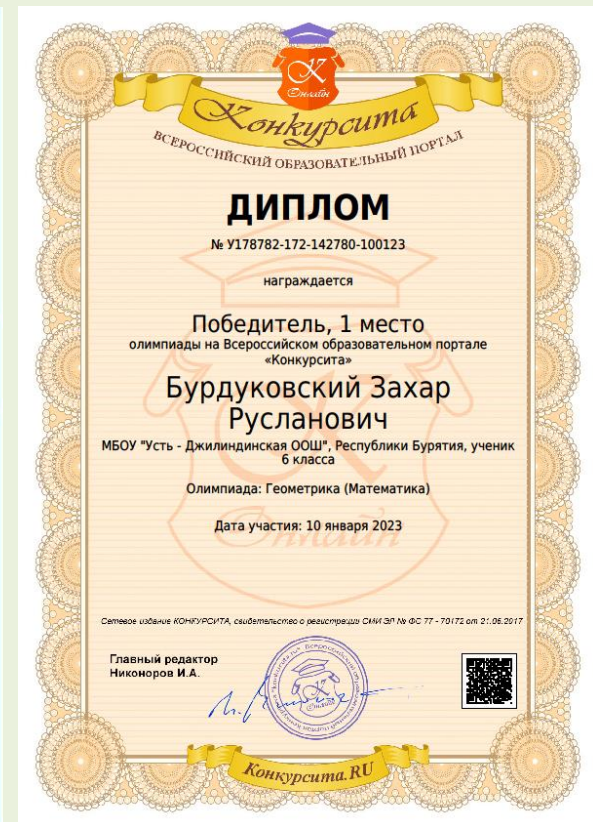 К
Онлайн
Конкурсита
ВСЕРОССИЙСКИЙ ОБРАЗОВАТЕЛЬНЫЙ ПОРТАЛ
ДИПЛОМ
№ У178782-172-142780-100123
награждается
Победитель, 1 место
олимпиады на Всероссийском образовательном портале
«Конкурсита»
Бурдуковский Захар
Русланович
МБОУ "Усть - Джилиндинская ООШ", Республики Бурятия, ученик
6 класса
Олимпиада: Геометрика (Математика)
Дата участия: 10 января 2023
Онлайн
Сетевое издание КОНКУРСИТА, свидетельство о регистрации СМИ ЭЛ № ФС 77 - 70172 от 21.06.2017
Главный редактор
Никоноров И.А.
Конкурсита.RU